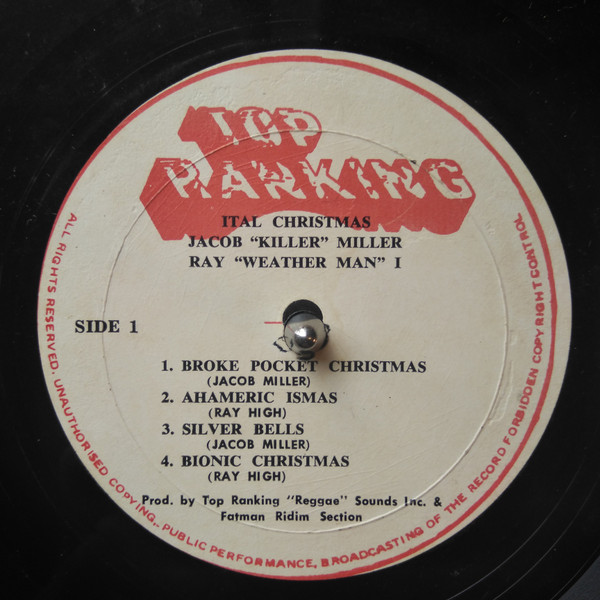 TOP
RANKING
ITAL CHRISTMAS
JACOB "KILLER" MILLER
RAY "WEATHER MAN" I
SIDE 1
1. BROKE POCKET CHRISTMAS
(JACOB MILLER)
2. AHAMERIC ISMAS
(RAY HIGH)
3. SILVER BELLS
(JACOB MILLER)
4. BIONIC CHRISTMAS
(RAY HIGH)
Prod. by Top Ranking "Reggae" Sounds Inc. &
Fatman Ridim Section
ALL RIGHTS RESERVED. UNAUTHORISED COPYING., PUBLIC PERFORMANCE, BROADCASTING OF THE RECORD FORBIDDEN COPYRIGHT CONTROL